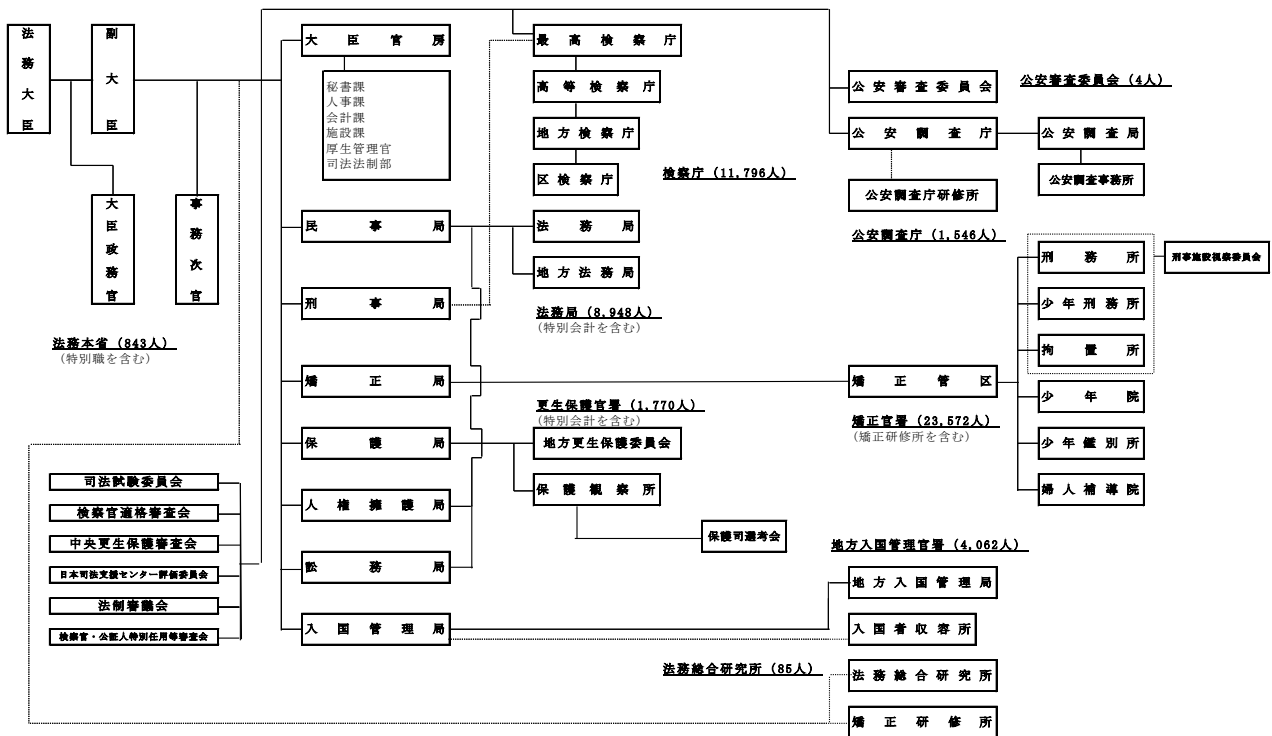 法務大臣
副大臣
大臣政務官
事務次官
法務本省（843人）
(特別職を含む)
大臣官房
秘書課
人事課
会計課
施設課
厚生管理官
司法法制部
民事局
刑事局
矯正局
保護局
人権擁護局
訟務局
入国管理局
司法試験委員会
検察官適格審査会
中央更生保護審査会
日本司法支援センター評価委員会
法制審議会
検察官・公証人特別任用等審査会
最高検察庁
高等検察庁
地方検察庁
区検察庁
検察庁（11,796人）
法務局
地方法務局
法務局（8,948人）
(特別会計を含む)
更生保護官署（1,770人）
(特別会計を含む)
地方更生保護委員会
保護観察所
保護司選考会
公安審査委員会
公安審査委員会（4人）
公安調査庁
公安調査局
公安調査庁研修所
公安調査事務所
公安調査庁（1,546人）
矯正管区
矯正官署（23,572人）
(矯正研修所を含む)
刑務所
刑事施設視察委員会
少年刑務所
拘置所
少年院
少年鑑別所
婦人補導院
地方入国管理官署（4,062人）
地方入国管理局
入国者収容所
法務総合研究所（85人）
法務総合研究所
矯正研修所